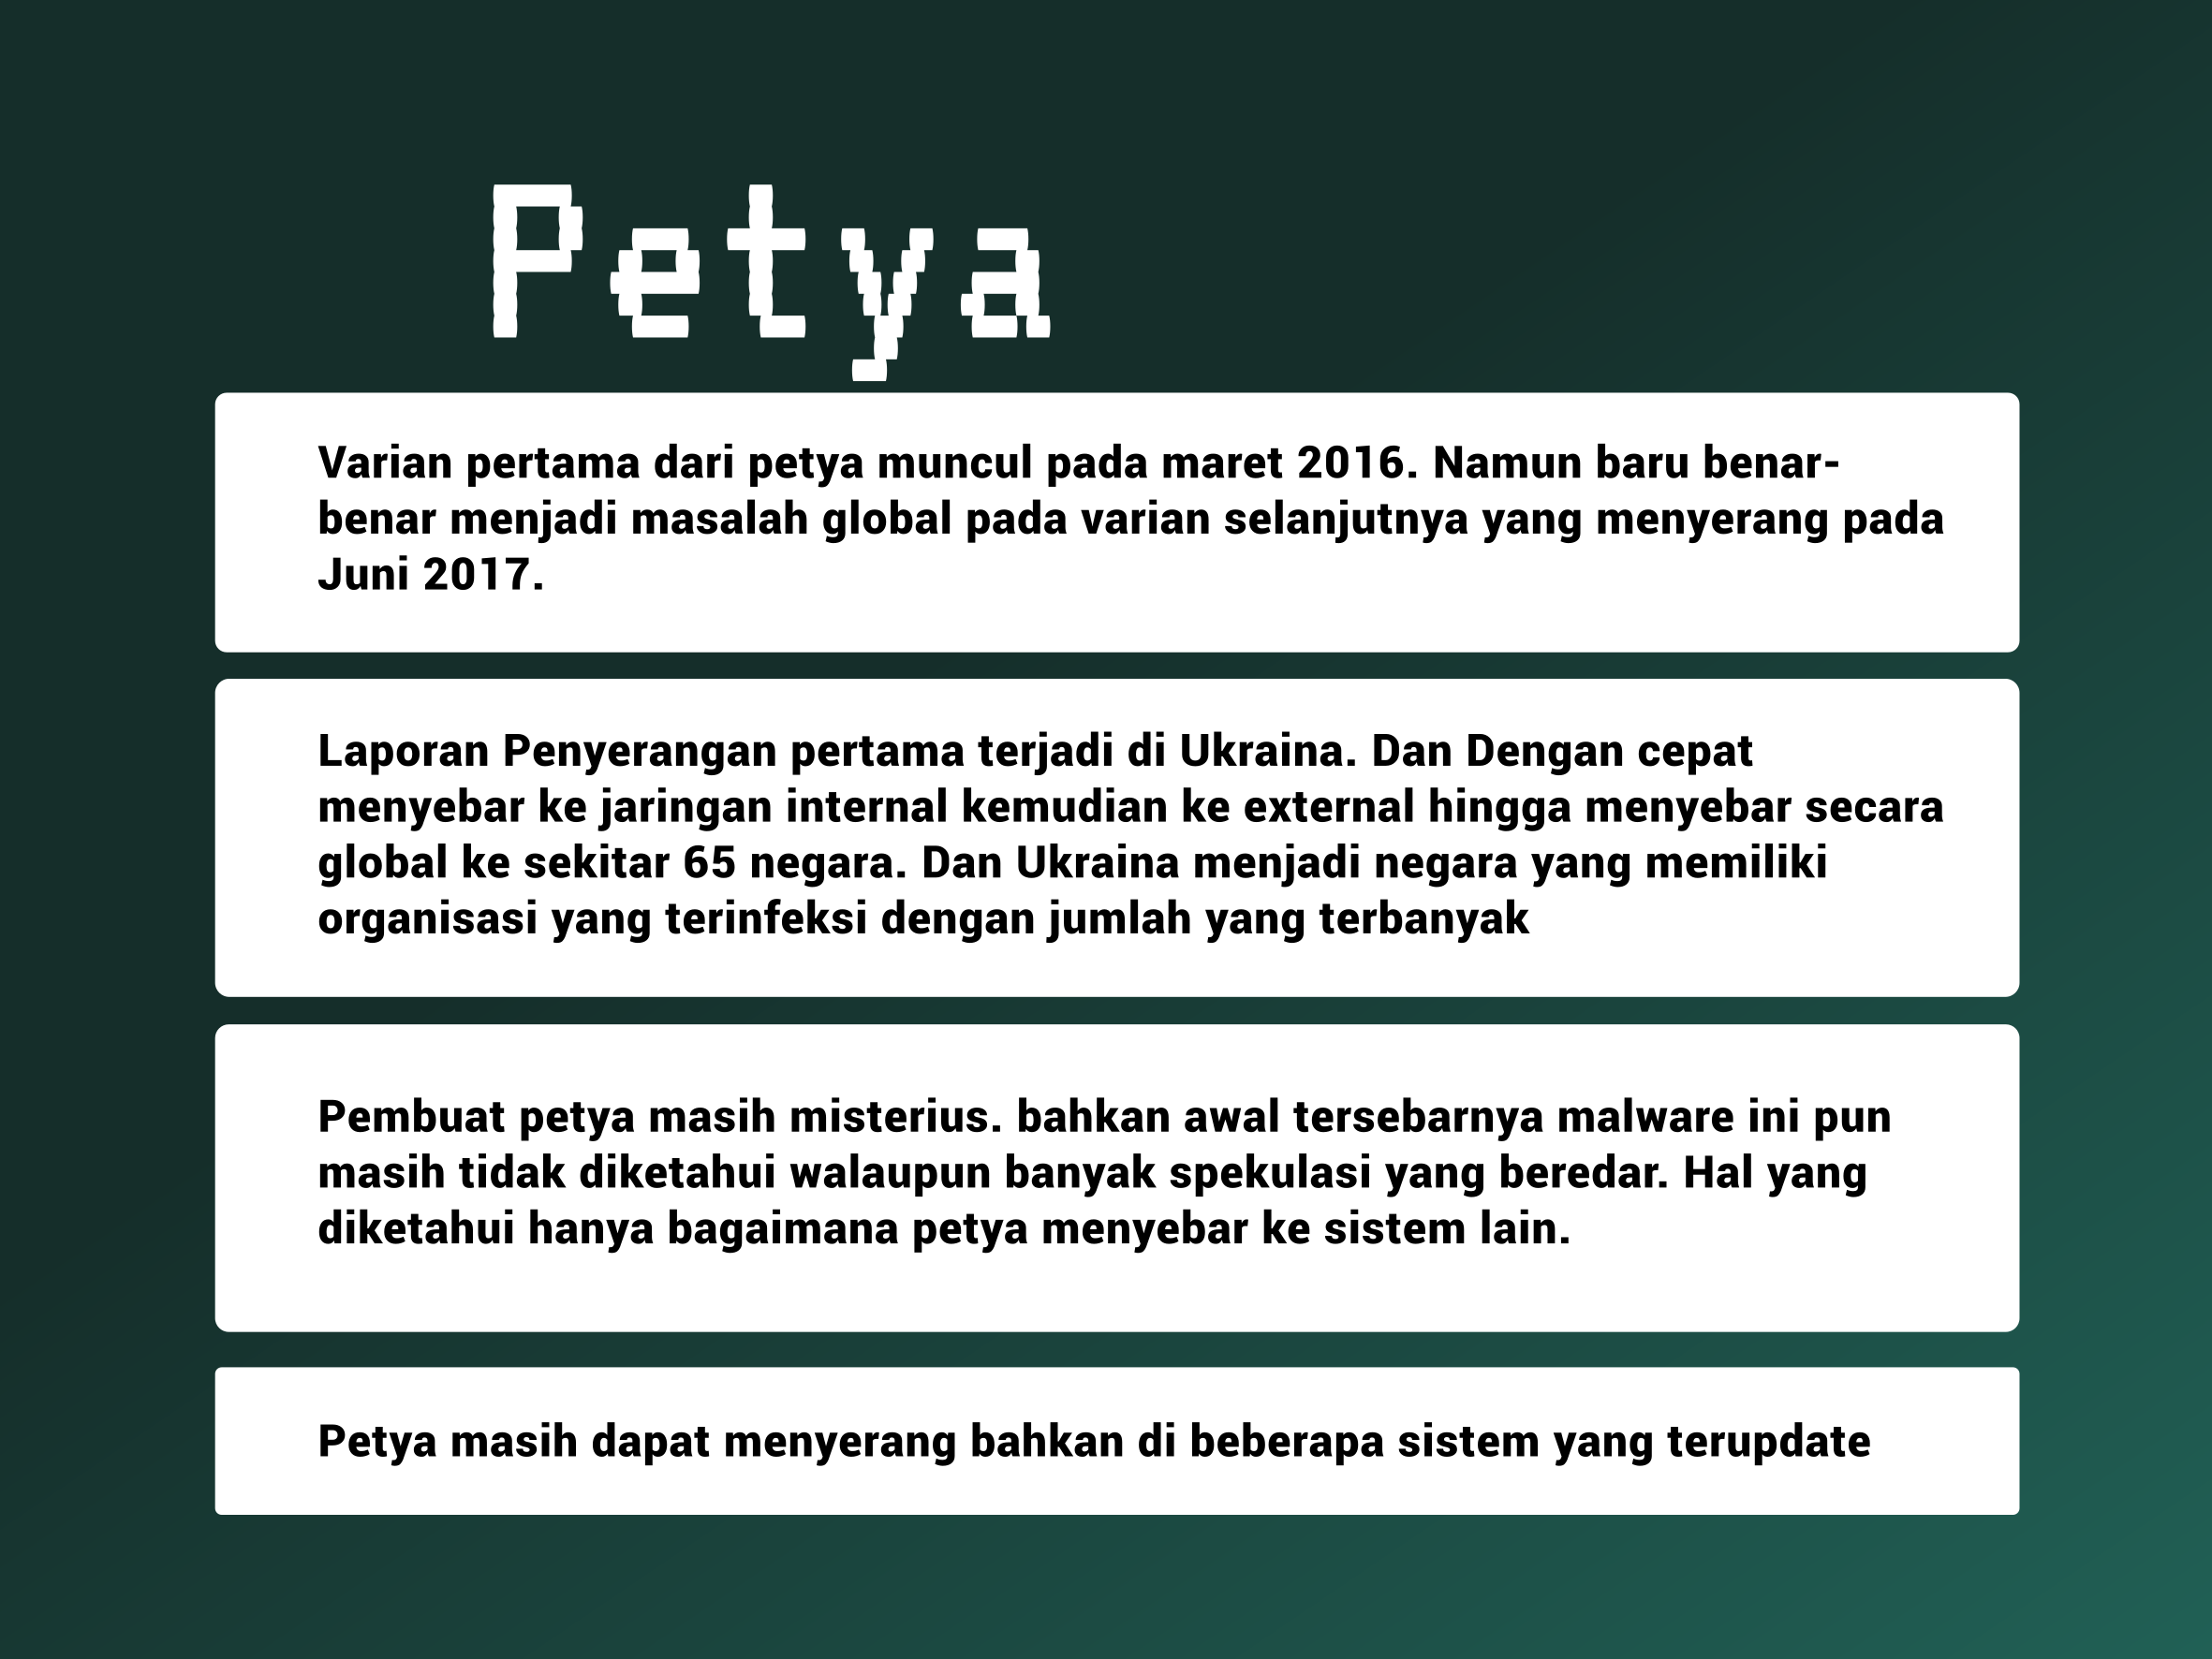 Petya
Varian pertama dari petya muncul pada maret 2016. Namun baru benar-
benar menjadi masalah global pada varian selanjutnya yang menyerang pada
Juni 2017.
Laporan Penyerangan pertama terjadi di Ukraina. Dan Dengan cepat
menyebar ke jaringan internal kemudian ke external hingga menyebar secara
global ke sekitar 65 negara. Dan Ukraina menjadi negara yang memiliki
organisasi yang terinfeksi dengan jumlah yang terbanyak
Pembuat petya masih misterius. bahkan awal tersebarnya malware ini pun
masih tidak diketahui walaupun banyak spekulasi yang beredar. Hal yang
diketahui hanya bagaimana petya menyebar ke sistem lain.
Petya masih dapat menyerang bahkan di beberapa sistem yang terupdate